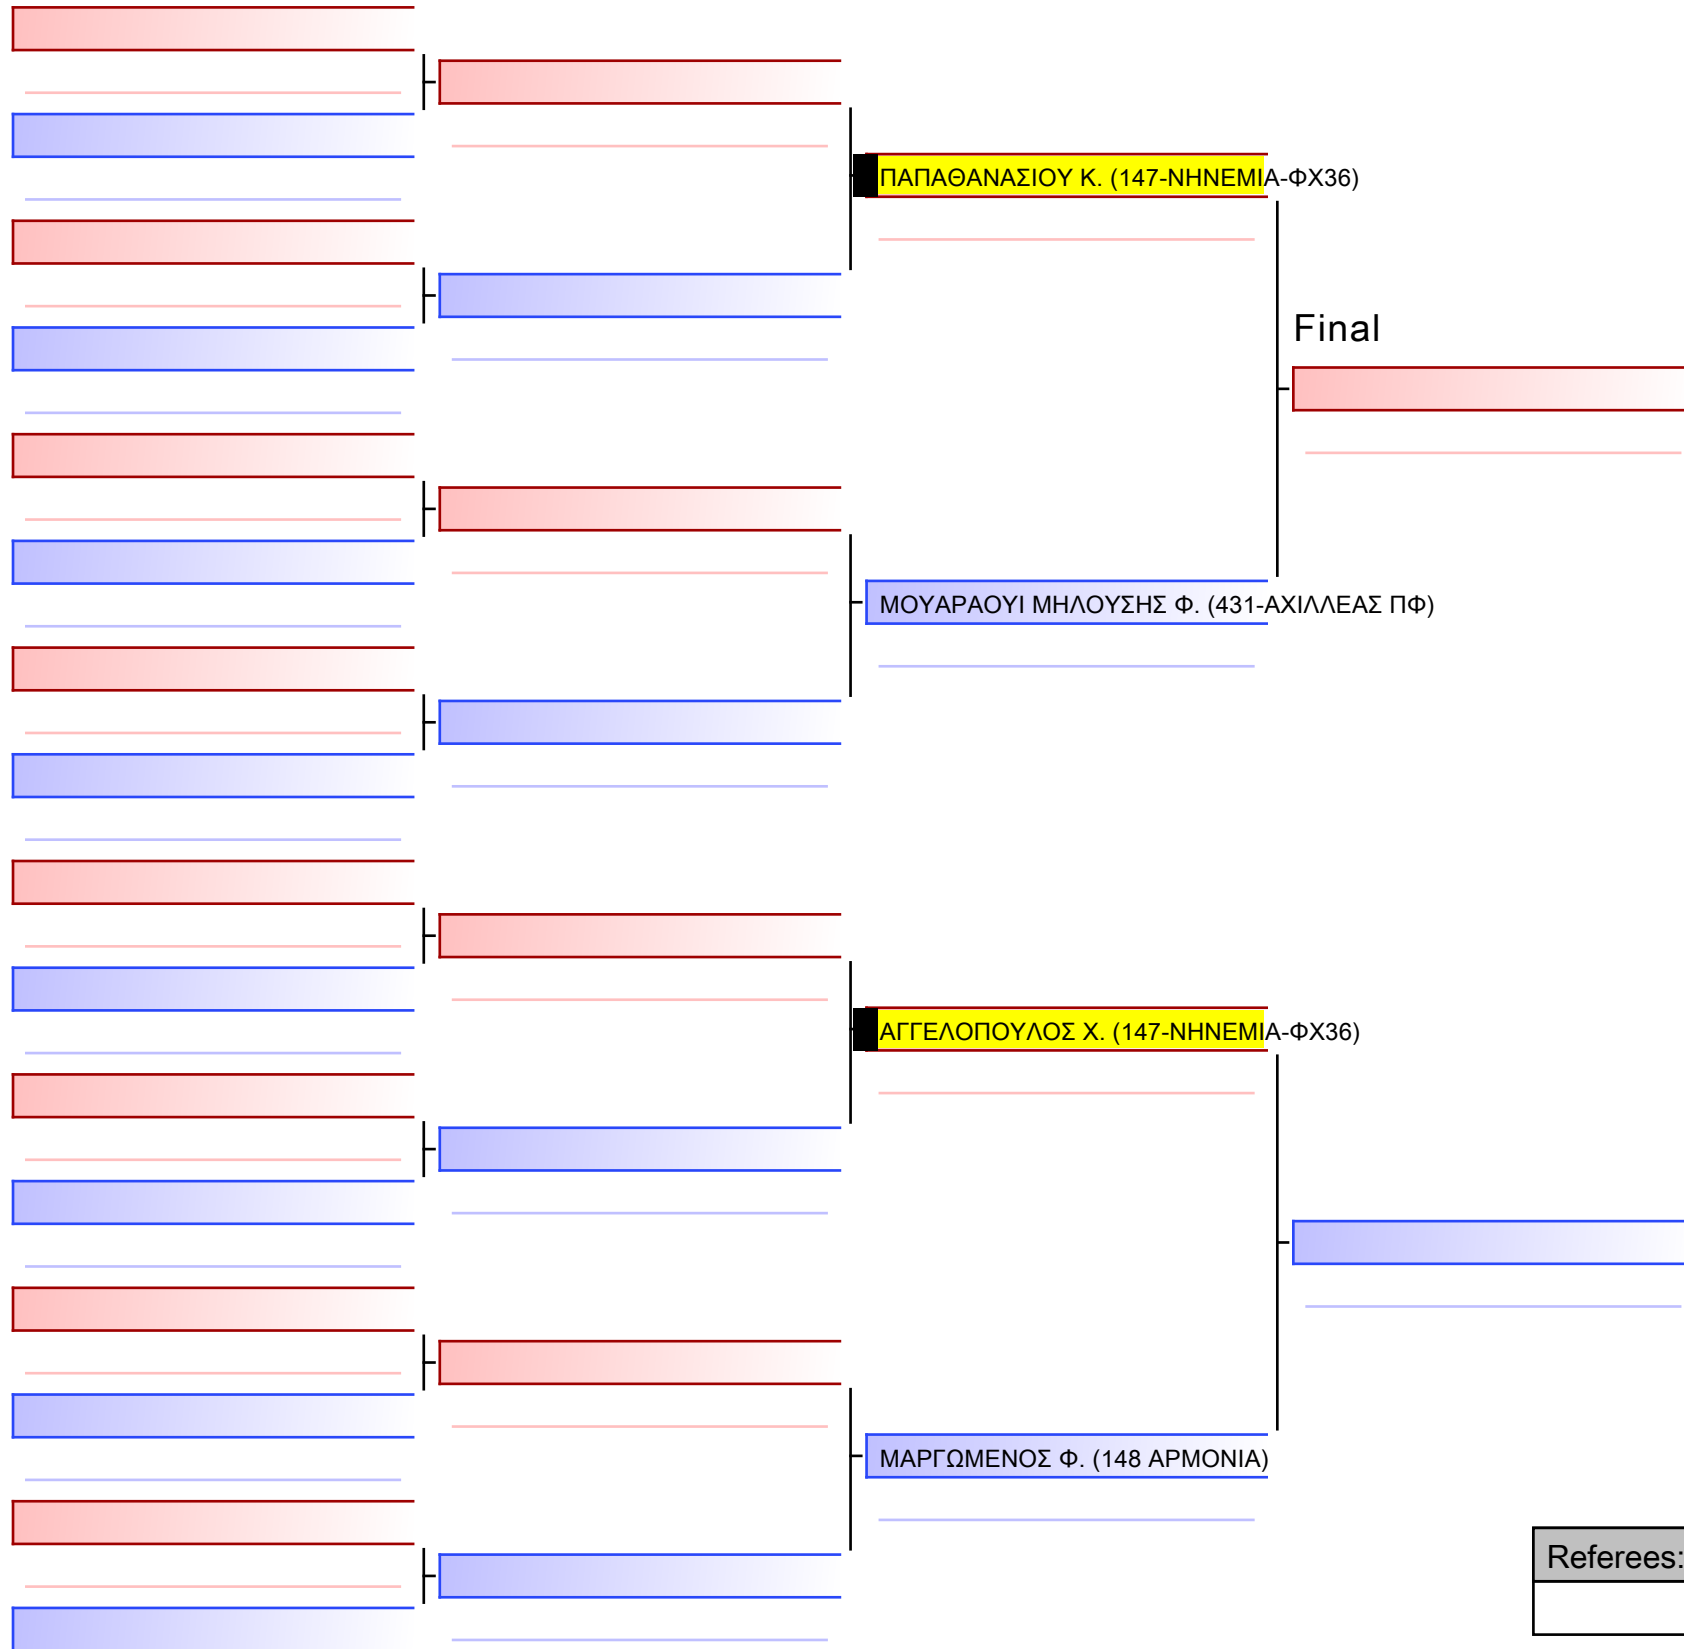 ΠΑΠΑΘΑΝΑΣΙΟΥ Κ. (147-ΝΗΝΕΜΙΑ-ΦΧ36)
Final
ΜΟΥΑΡΑΟΥΙ ΜΗΛΟΥΣΗΣ Φ. (431-ΑΧΙΛΛΕΑΣ ΠΦ)
ΑΓΓΕΛΟΠΟΥΛΟΣ Χ. (147-ΝΗΝΕΜΙΑ-ΦΧ36)
ΜΑΡΓΩΜΕΝΟΣ Φ. (148 ΑΡΜΟΝΙΑ)
Referees: